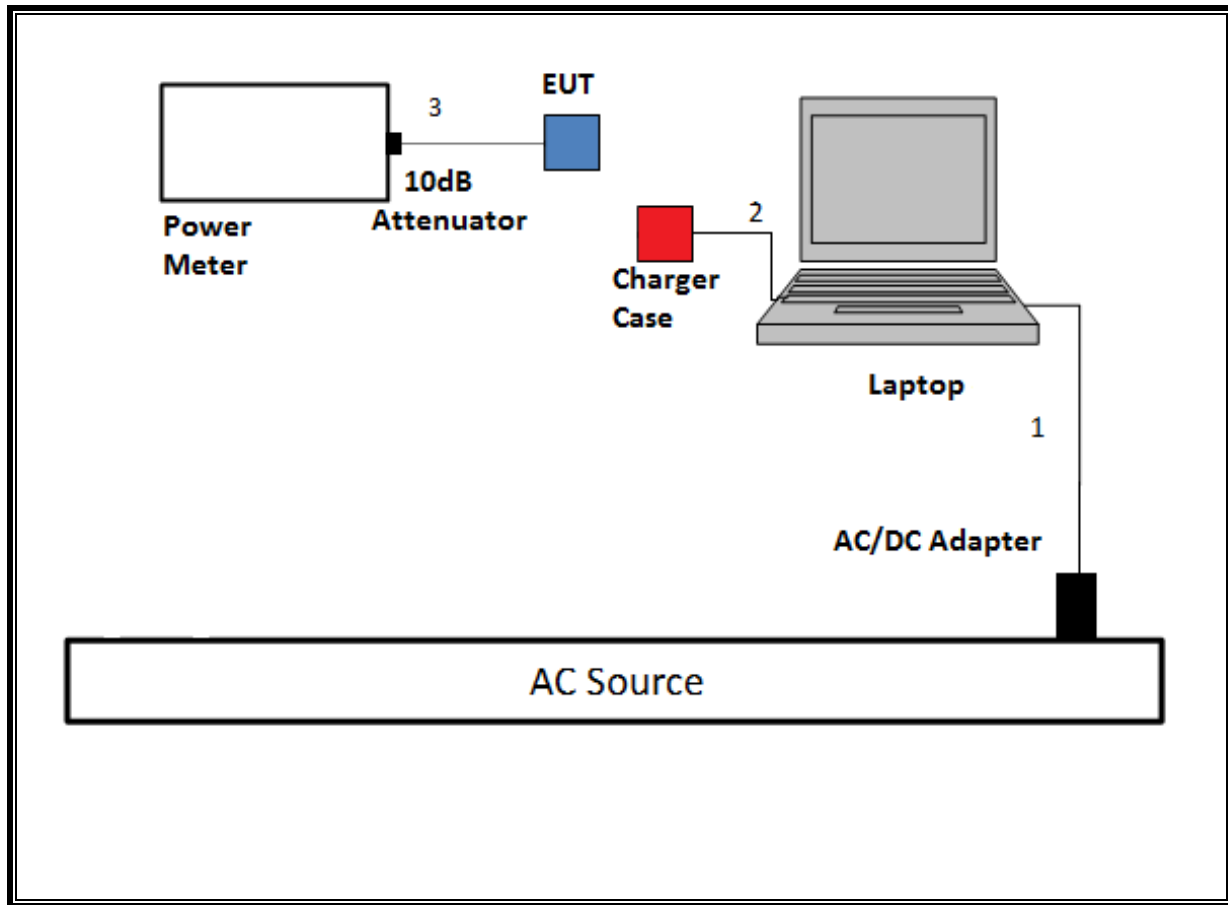 EUT
3
10dB
Attenuator
Power
Meter
2
Charger
Case
Laptop
1
AC/DC Adapter
AC Source